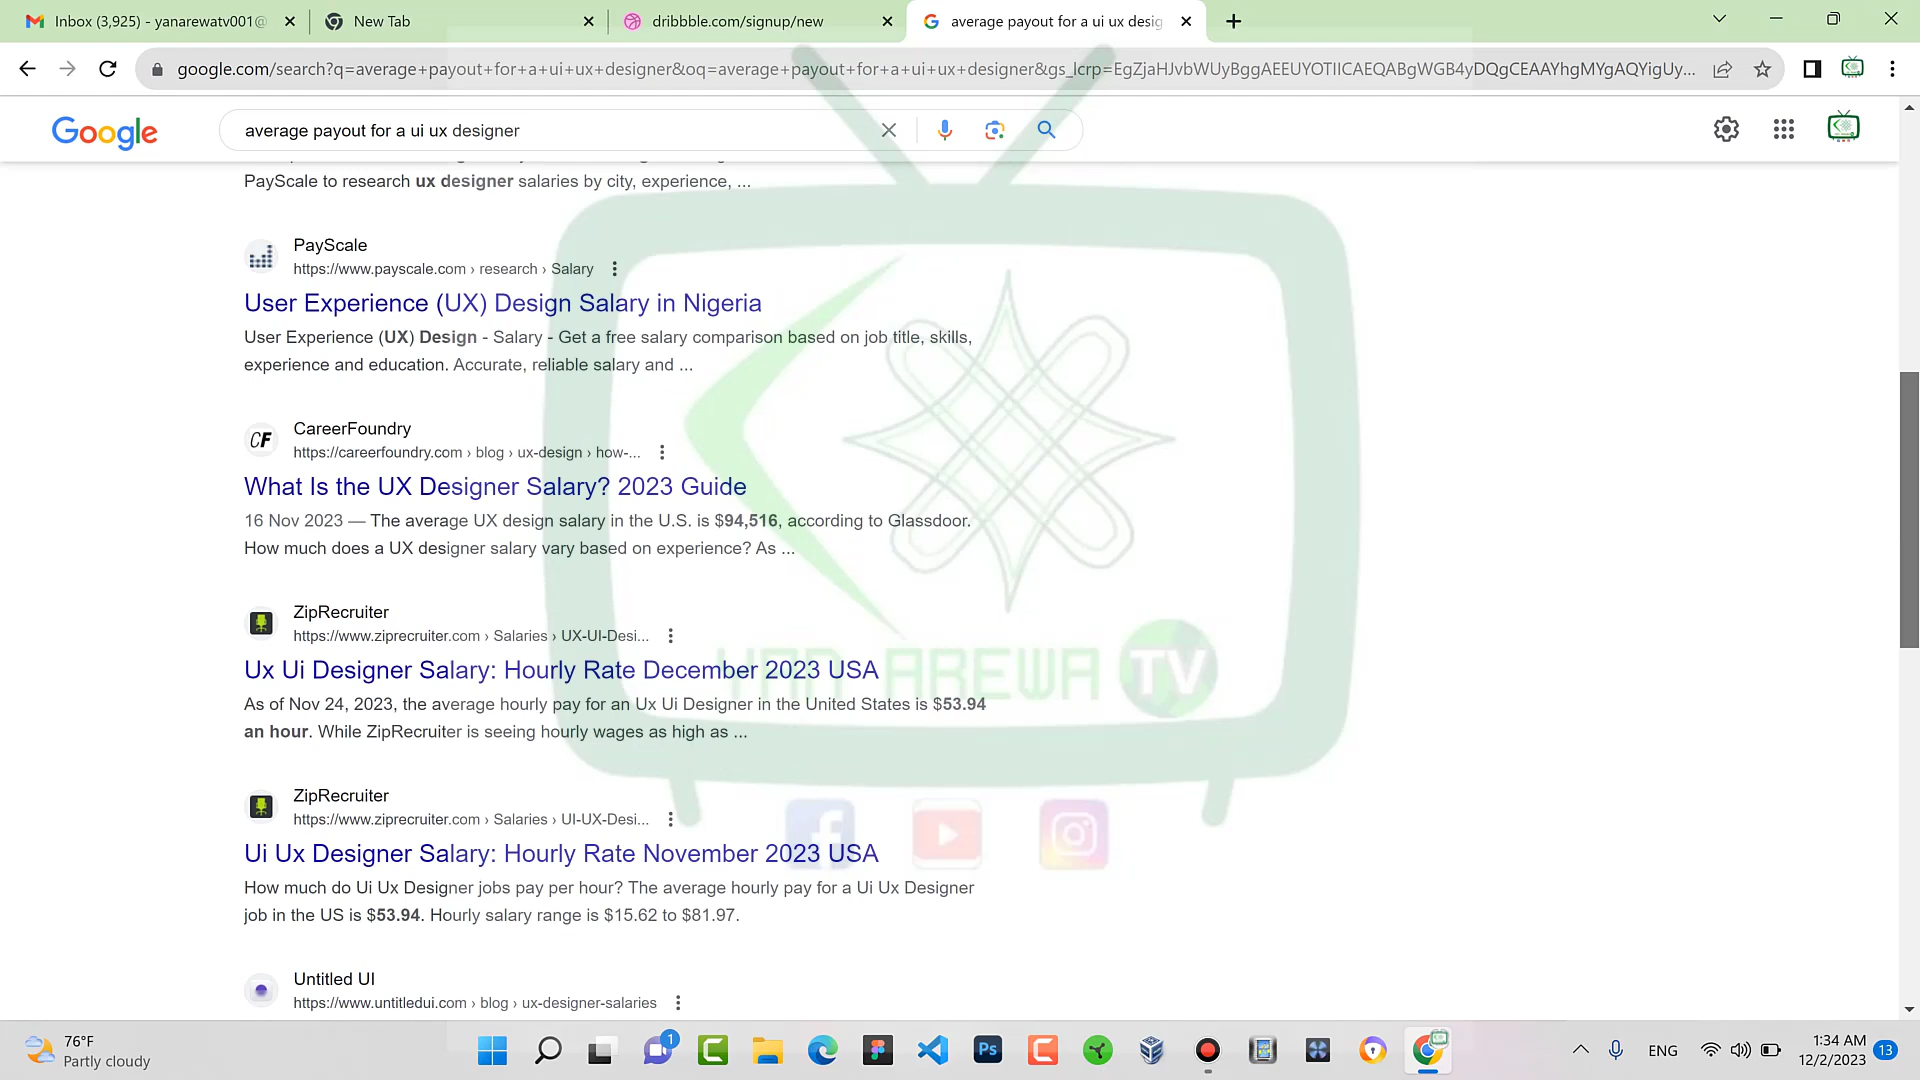 Inbox (3,925) - yanarewatv001@
New Tab
dribbble.com/signup/new
average payout for a ui ux desig
google.com/search?q=average+payout+for+a+ui+ux+designer&oq=average+payout+for+a+ui+ux+designer&gs_lcrp=EgZjaHJvbWUyBggAEEUYOTIICAEQABgWGB4yDQgCEAAYhgMYgAQYigUy...
Google
average payout for a ui ux designer
PayScale to research ux designer salaries by city, experience, ...
PayScale
https://www.payscale.com › research › Salary
User Experience (UX) Design Salary in Nigeria
User Experience (UX) Design - Salary - Get a free salary comparison based on job title, skills,
experience and education. Accurate, reliable salary and ...
CF
CareerFoundry
https://careerfoundry.com › blog › ux-design › how-...
What Is the UX Designer Salary? 2023 Guide
16 Nov 2023 — The average UX design salary in the U.S. is $94,516, according to Glassdoor.
How much does a UX designer salary vary based on experience? As ...
ZipRecruiter
https://www.ziprecruiter.com › Salaries › UX-UI-Desi...
Ux Ui Designer Salary: Hourly Rate December 2023 USA
As of Nov 24, 2023, the average hourly pay for an Ux Ui Designer in the United States is $53.94
an hour. While ZipRecruiter is seeing hourly wages as high as ...
YAN AREWA TV
ZipRecruiter
https://www.ziprecruiter.com › Salaries › UI-UX-Desi...
Ui Ux Designer Salary: Hourly Rate November 2023 USA
How much do Ui Ux Designer jobs pay per hour? The average hourly pay for a Ui Ux Designer
job in the US is $53.94. Hourly salary range is $15.62 to $81.97.
Untitled UI
https://www.untitledui.com › blog › ux-designer-salaries
76°F
Partly cloudy
1
Ps
ENG
1:34 AM
12/2/2023
13